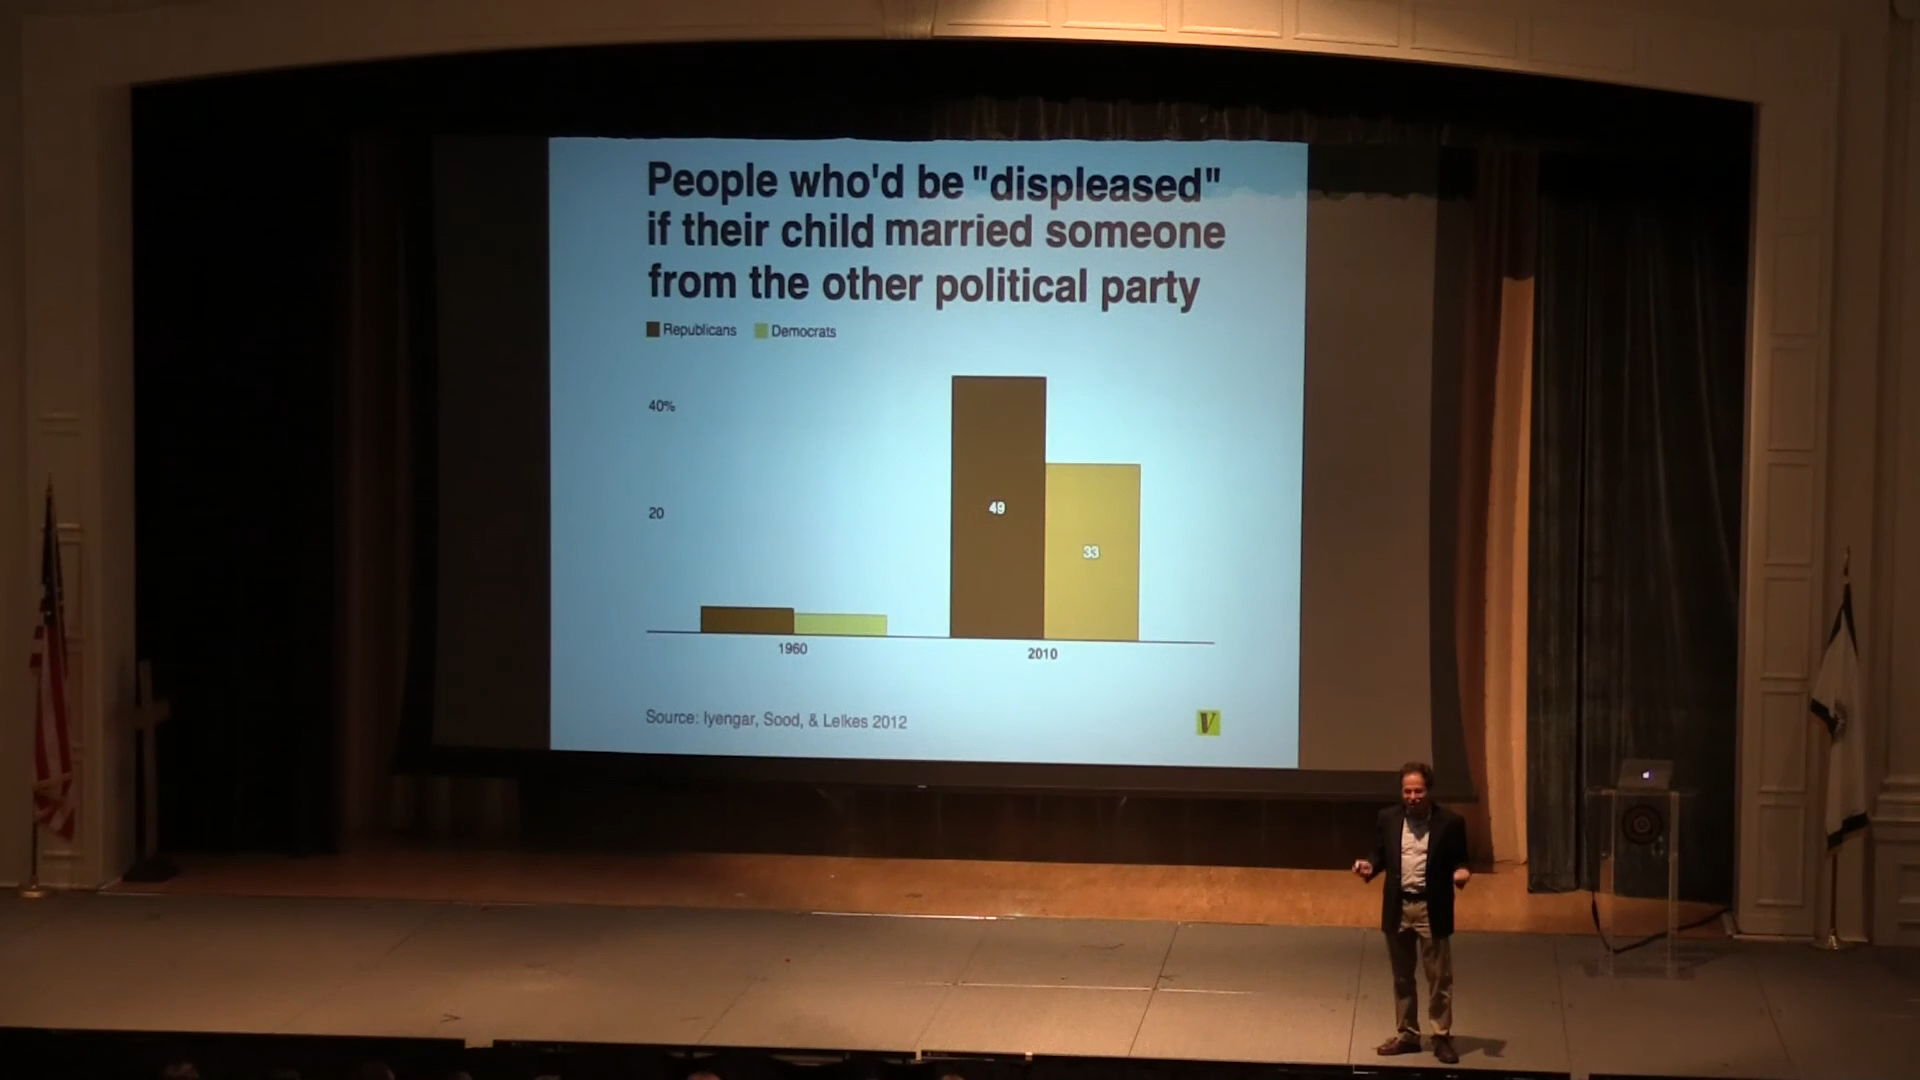 People who'd be "displeased"
if their child married someone
from the other political party
Republicans Democrats
40%
20
49
33
1960 2010
Source: Iyengar, Sood, & Lelkes 2012
V